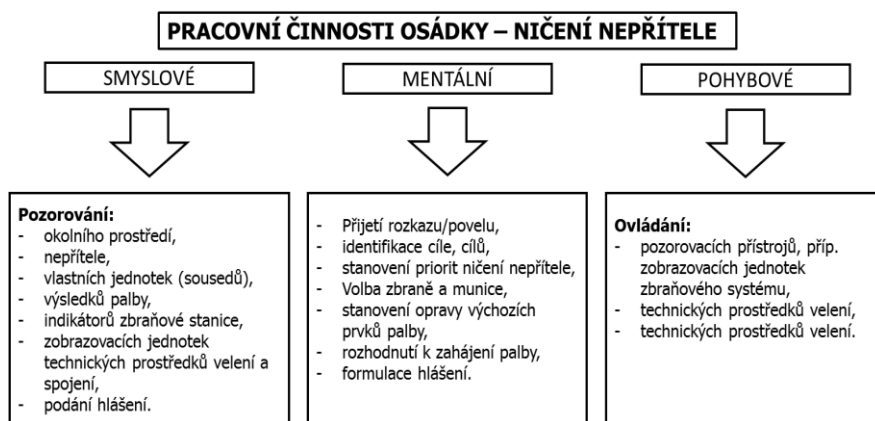 PRACOVNÍ ČINNOSTI OSÁDKY – NIČENÍ NEPŘÍTELE
SMYSLOVÉ
MENTÁLNÍ
POHYBOVÉ
Pozorování:
- okolního prostředí,
- nepřítele,
- vlastních jednotek (sousedů),
- výsledků palby,
- indikátorů zbraňové stanice,
- zobrazovacích jednotek
technických prostředků velení a
spojení,
- podání hlášení.
- Přijetí rozkazu/povelu,
- identifikace cíle, cílů,
- stanovení priorit ničení nepřítele,
- Volba zbraně a munice,
- stanovení opravy výchozích
prvků palby,
- rozhodnutí k zahájení palby,
- formulace hlášení.
Ovládání:
- pozorovacích přístrojů, příp.
zobrazovacích jednotek
zbraňového systému,
- technických prostředků velení,
- technických prostředků velení.